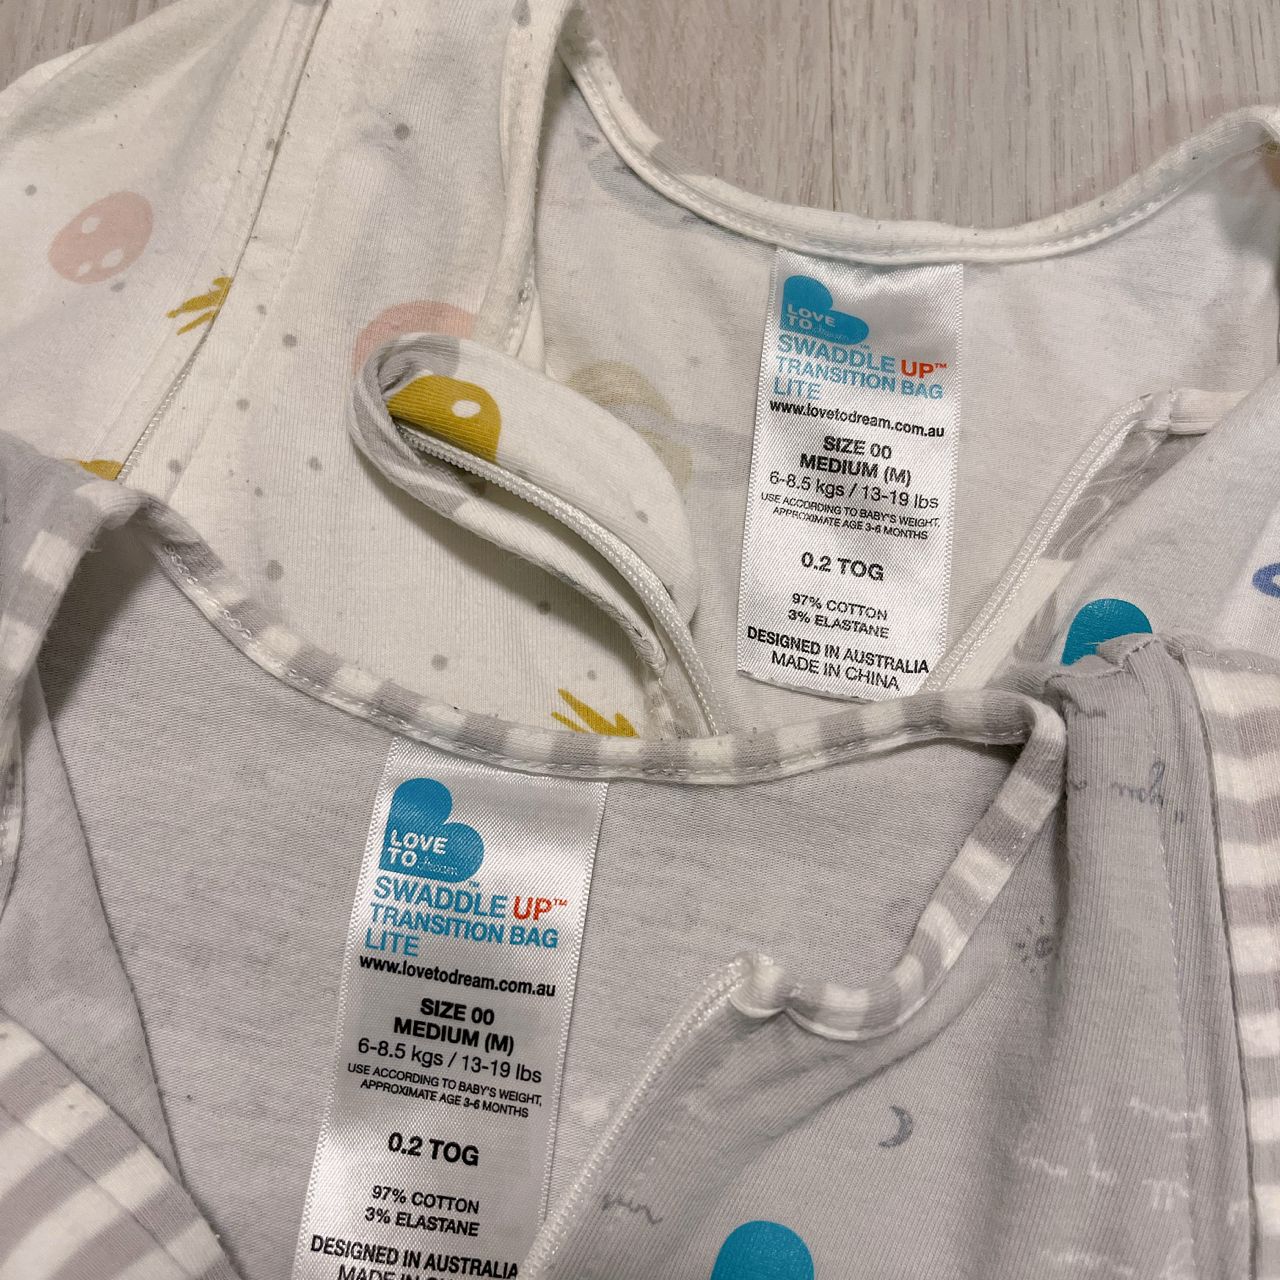 LOVE
TO dream
SWADDLE UP™
TRANSITION BAG
LITE
www.lovetodream.com.au
SIZE 00
MEDIUM (M)
6-8.5 kgs / 13-19 lbs
USE ACCORDING TO BABY'S WEIGHT,
APPROXIMATE AGE 3-6 MONTHS
0.2 TOG
97% COTTON
3% ELASTANE
DESIGNED IN AUSTRALIA
MADE IN CHINA
LOVE
TO dream™
SWADDLE UP™
TRANSITION BAG
LITE
www.lovetodream.com.au
SIZE 00
MEDIUM (M)
6-8.5 kgs / 13-19 lbs
USE ACCORDING TO BABY'S WEIGHT,
APPROXIMATE AGE 3-6 MONTHS
0.2 TOG
97% COTTON
3% ELASTANE
DESIGNED IN AUSTRALIA
MADE IN